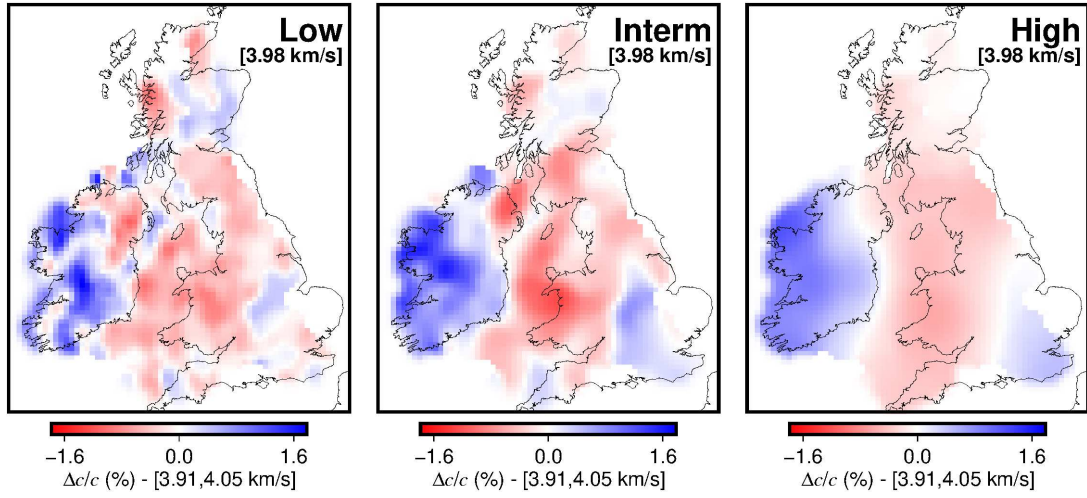 Low
[3.98 km/s]
Interm
[3.98 km/s]
High
[3.98 km/s]
−1.6 0.0 1.6
Δc/c (%) - [3.91,4.05 km/s]
−1.6 0.0 1.6
Δc/c (%) - [3.91,4.05 km/s]
−1.6 0.0 1.6
Δc/c (%) - [3.91,4.05 km/s]